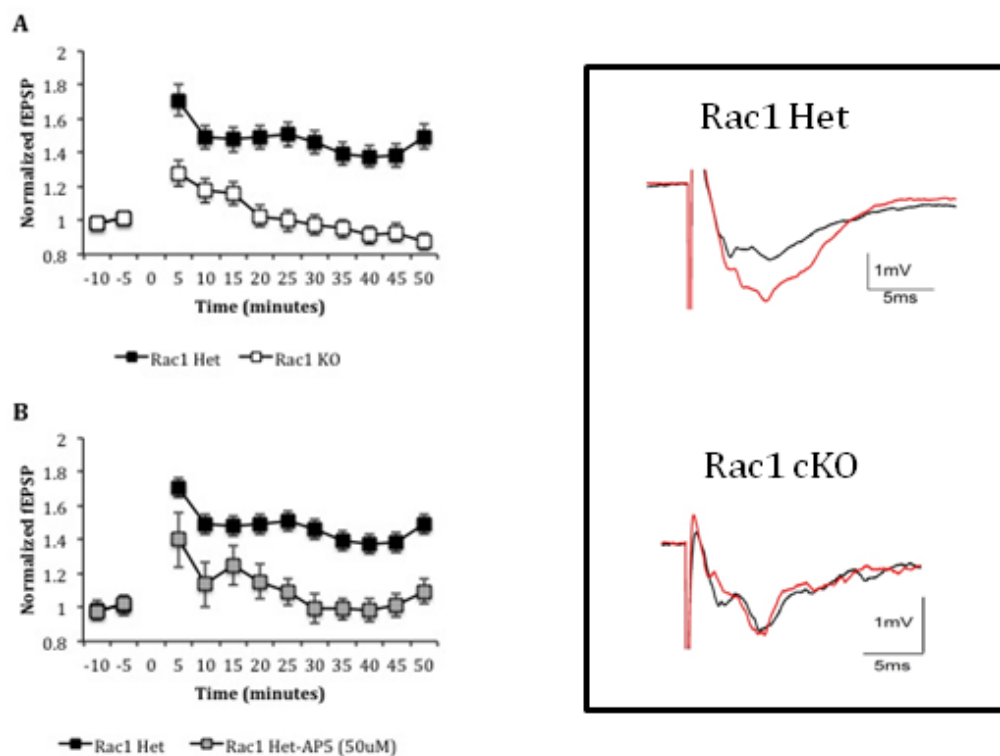 A
Normalized fEPSP
2
1.8
1.6
1.4
1.2
1
0.8
-10 -5 0 5 10 15 20 25 30 35 40 45 50
Time (minutes)
Rac1 Het Rac1 KO
B
Normalized fEPSP
2
1.8
1.6
1.4
1.2
1
0.8
-10 -5 0 5 10 15 20 25 30 35 40 45 50
Time (minutes)
Rac1 Het Rac1 Het-AP5 (50uM)
Rac1 Het
1mV
5ms
Rac1 cKO
1mV
5ms